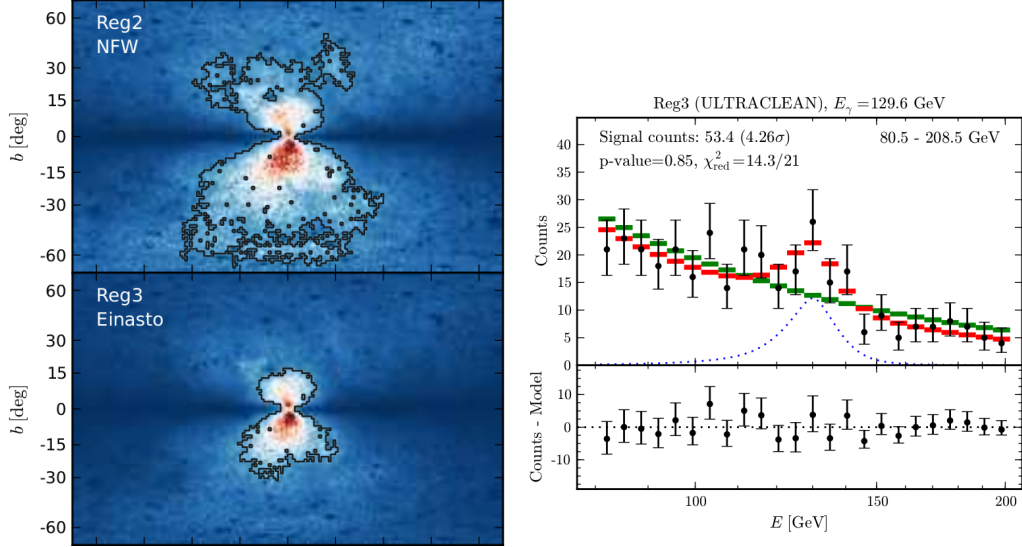 Reg2
NFW
60
30
15
0
-15
-30
-60
b [deg]
Reg3
Einasto
60
30
15
0
-15
-30
-60
b [deg]
Reg3 (ULTRACLEAN), E_γ =129.6 GeV
Signal counts: 53.4 (4.26σ)
80.5 - 208.5 GeV
p-value=0.85, χ²_red=14.3/21
40
35
30
25
20
15
10
5
0
Counts
10
0
-10
Counts - Model
100
150
200
E [GeV]